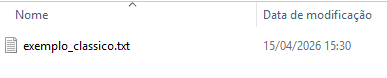 Nome Data de modificação
exemplo_classico.txt 15/04/2026 15:30